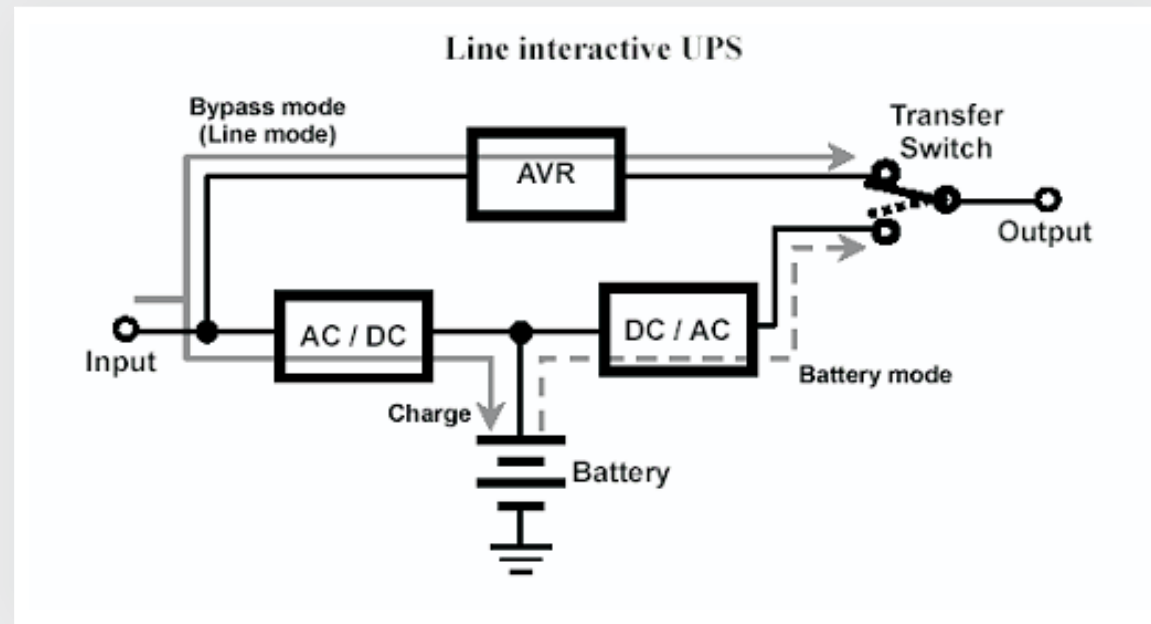 Line interactive UPS
Bypass mode
(Line mode)
AVR
Transfer
Switch
Output
Input
AC / DC
DC / AC
Battery mode
Charge
Battery